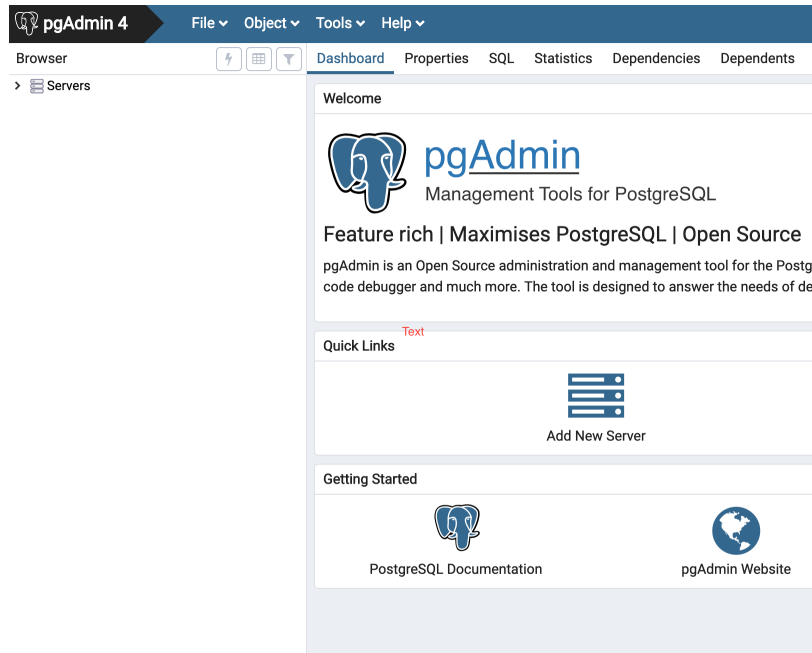 pgAdmin 4
File Object Tools Help
Browser
Dashboard Properties SQL Statistics Dependencies Dependents
Servers
Welcome
pgAdmin
Management Tools for PostgreSQL
Feature rich | Maximises PostgreSQL | Open Source
pgAdmin is an Open Source administration and management tool for the Postg
code debugger and much more. The tool is designed to answer the needs of de
Text
Quick Links
Add New Server
Getting Started
PostgreSQL Documentation
pgAdmin Website